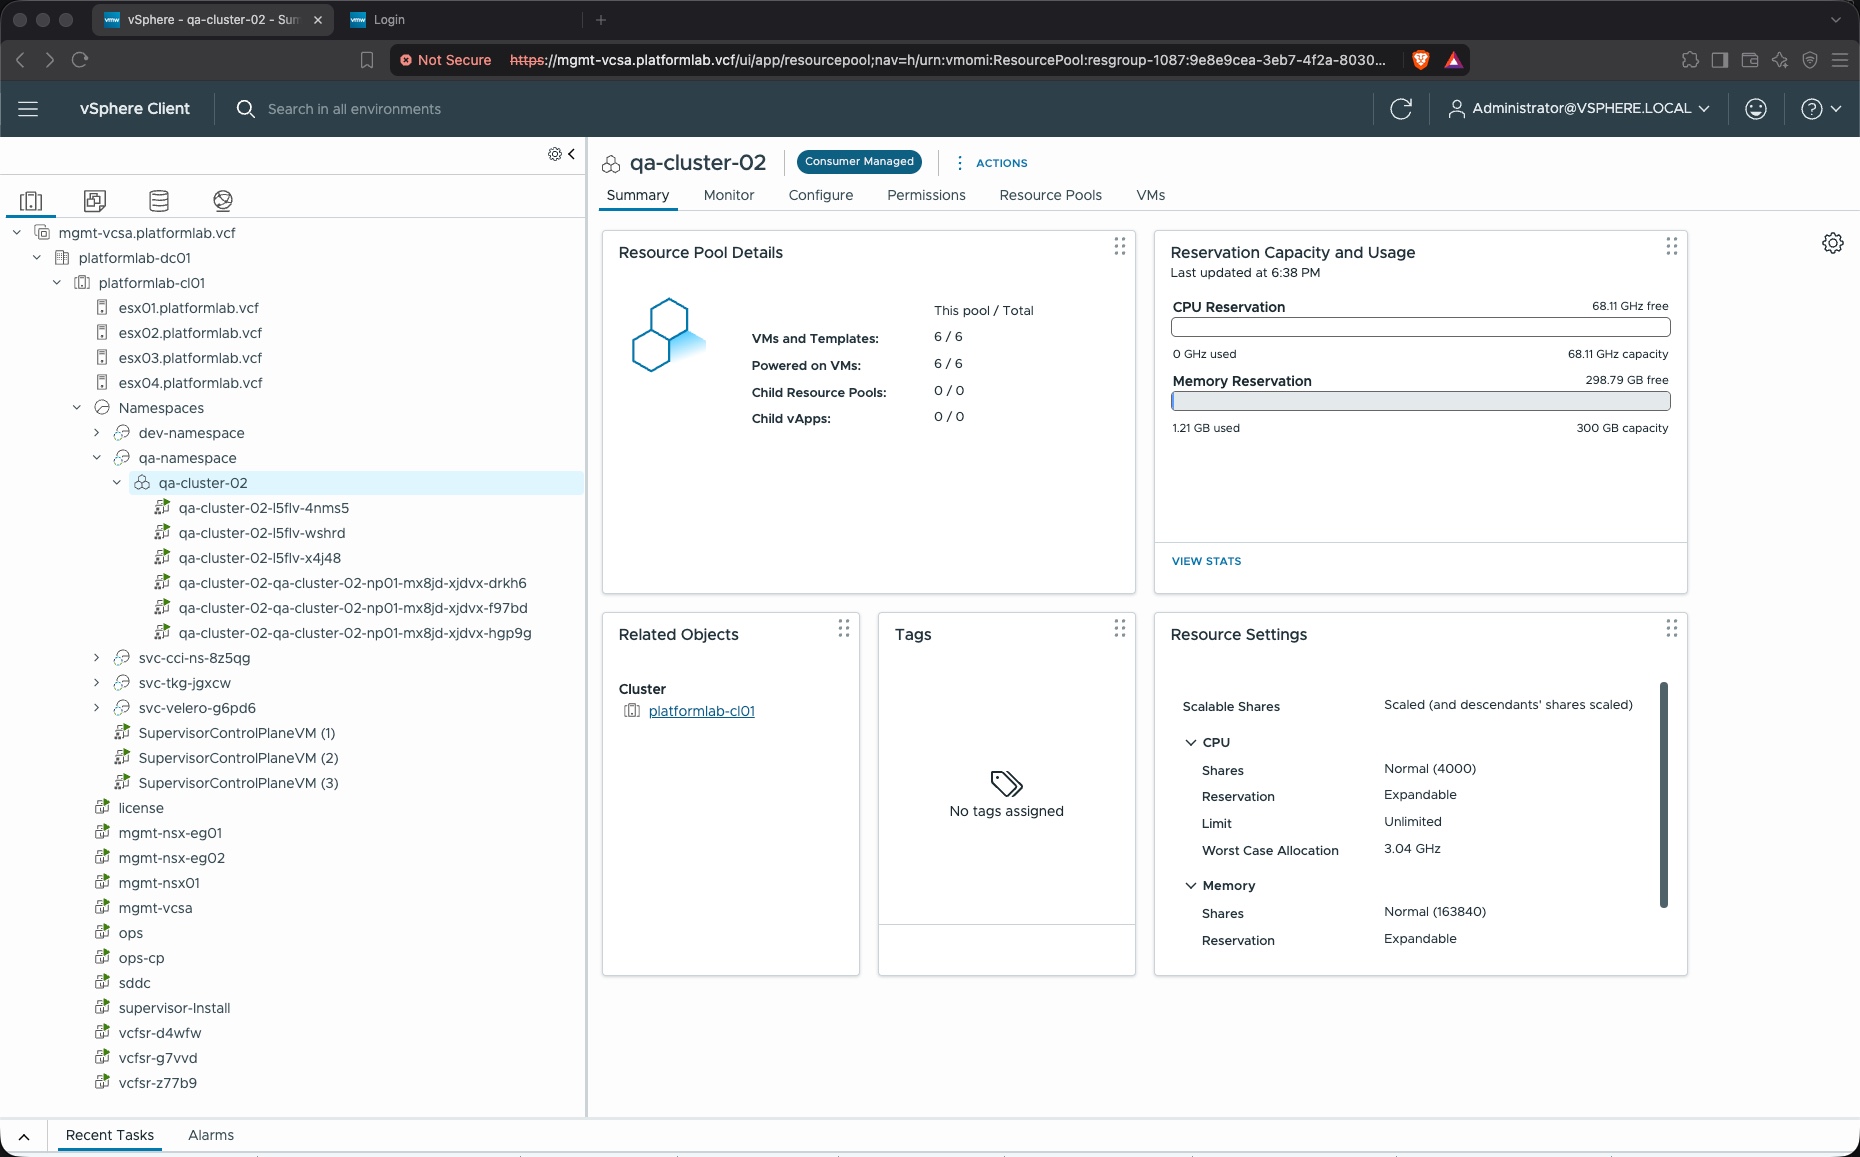 vSphere - qa-cluster-02 - Sum
Login
Not Secure https://mgmt-vcsa.platformlab.vcf/ui/app/resourcepool;nav=h/urn:vmomi:ResourcePool:resgroup-1087:9e8e9cea-3eb7-4f2a-8030...
vSphere Client
Search in all environments
Administrator@VSPHERE.LOCAL
mgmt-vcsa.platformlab.vcf
platformlab-dc01
platformlab-cl01
esx01.platformlab.vcf
esx02.platformlab.vcf
esx03.platformlab.vcf
esx04.platformlab.vcf
Namespaces
dev-namespace
qa-namespace
qa-cluster-02
qa-cluster-02-l5flv-4nms5
qa-cluster-02-l5flv-wshrd
qa-cluster-02-l5flv-x4j48
qa-cluster-02-qa-cluster-02-np01-mx8jd-xjdvx-drkh6
qa-cluster-02-qa-cluster-02-np01-mx8jd-xjdvx-f97bd
qa-cluster-02-qa-cluster-02-np01-mx8jd-xjdvx-hgp9g
svc-cci-ns-8z5qg
svc-tkg-jgxcw
svc-velero-g6pd6
SupervisorControlPlaneVM (1)
SupervisorControlPlaneVM (2)
SupervisorControlPlaneVM (3)
license
mgmt-nsx-eg01
mgmt-nsx-eg02
mgmt-nsx01
mgmt-vcsa
ops
ops-cp
sddc
supervisor-Install
vcfsr-d4wfw
vcfsr-g7vvd
vcfsr-z77b9
qa-cluster-02
Consumer Managed
ACTIONS
Summary
Monitor
Configure
Permissions
Resource Pools
VMs
Resource Pool Details
This pool / Total
VMs and Templates: 6 / 6
Powered on VMs: 6 / 6
Child Resource Pools: 0 / 0
Child vApps: 0 / 0
Reservation Capacity and Usage
Last updated at 6:38 PM
CPU Reservation 68.11 GHz free
0 GHz used 68.11 GHz capacity
Memory Reservation 298.79 GB free
1.21 GB used 300 GB capacity
VIEW STATS
Related Objects
Cluster
platformlab-cl01
Tags
No tags assigned
Resource Settings
Scalable Shares Scaled (and descendants' shares scaled)
CPU
Shares Normal (4000)
Reservation Expandable
Limit Unlimited
Worst Case Allocation 3.04 GHz
Memory
Shares Normal (163840)
Reservation Expandable
Recent Tasks
Alarms